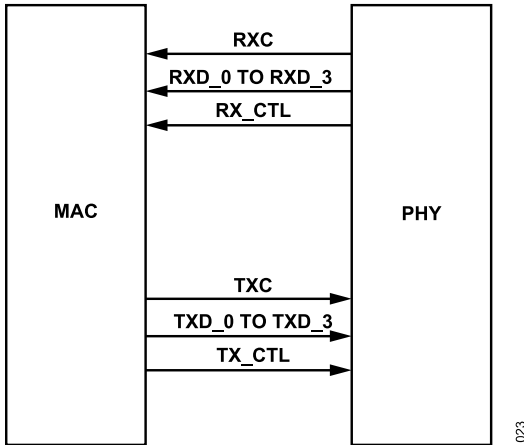 RXC
RXD_0 TO RXD_3
RX_CTL
MAC
PHY
TXC
TXD_0 TO TXD_3
TX_CTL
023